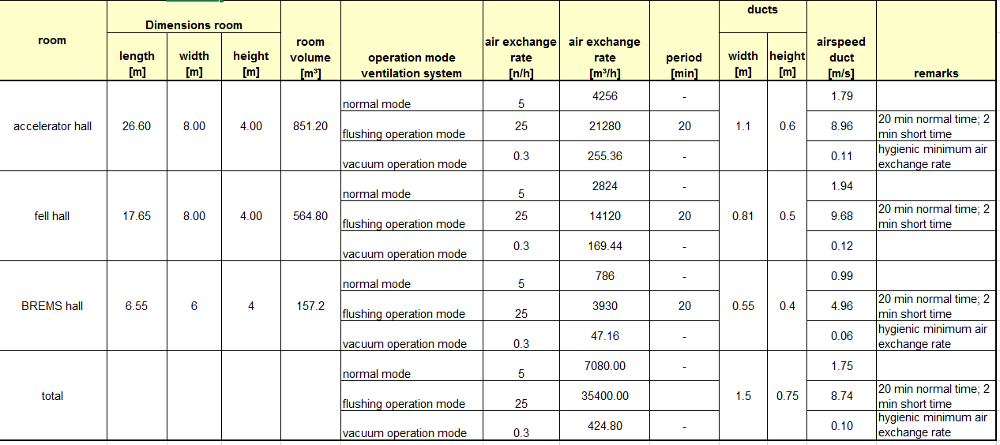 room
Dimensions room
length [m]
width [m]
height [m]
room volume [m³]
operation mode ventilation system
air exchange rate [n/h]
air exchange rate [m³/h]
period [min]
ducts
width [m]
height [m]
airspeed duct [m/s]
remarks
accelerator hall 26.60 8.00 4.00 851.20
normal mode 5 4256 - 1.79
flushing operation mode 25 21280 20 1.1 0.6 8.96 20 min normal time; 2 min short time
vacuum operation mode 0.3 255.36 - 0.11 hygienic minimum air exchange rate
fell hall 17.65 8.00 4.00 564.80
normal mode 5 2824 - 1.94
flushing operation mode 25 14120 20 0.81 0.5 9.68 20 min normal time; 2 min short time
vacuum operation mode 0.3 169.44 - 0.12
BREMS hall 6.55 6 4 157.2
normal mode 5 786 - 0.99
flushing operation mode 25 3930 20 0.55 0.4 4.96 20 min normal time; 2 min short time
vacuum operation mode 0.3 47.16 - 0.06 hygienic minimum air exchange rate
total
normal mode 5 7080.00 - 1.75
flushing operation mode 25 35400.00 1.5 0.75 8.74 20 min normal time; 2 min short time
vacuum operation mode 0.3 424.80 - 0.10 hygienic minimum air exchange rate